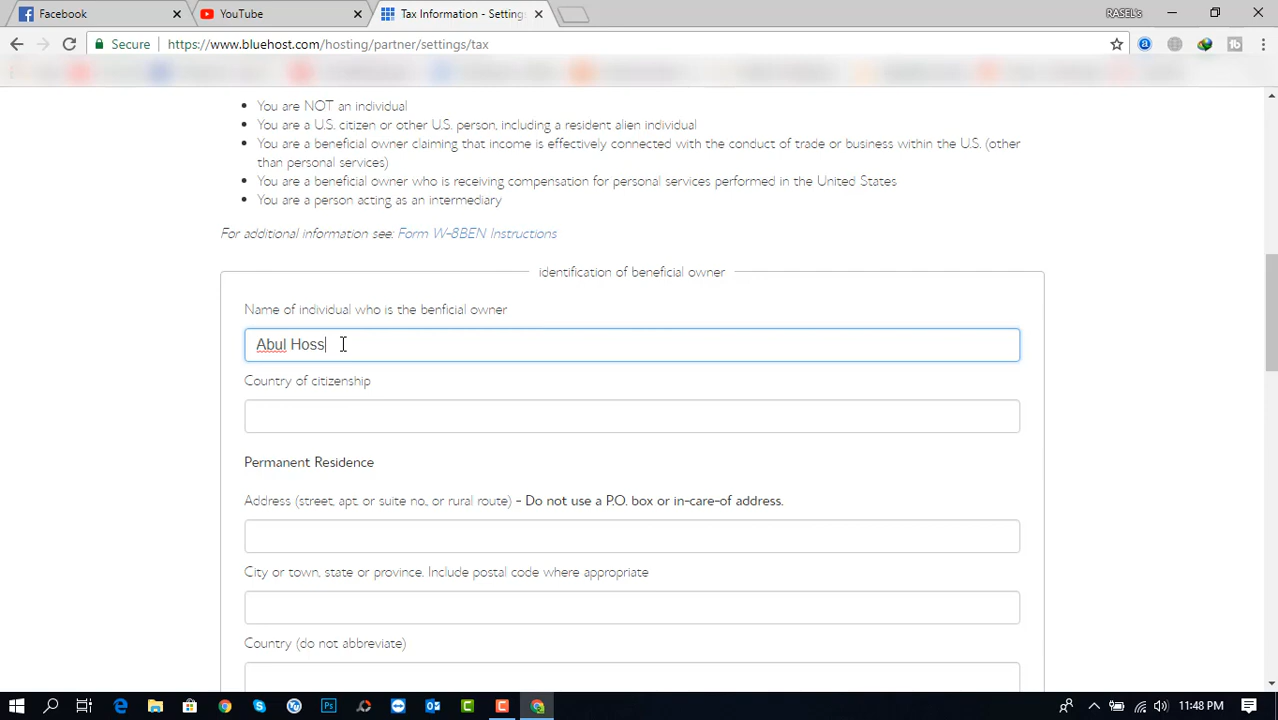 Facebook
YouTube
Tax Information - Settings
RASEL's
Secure
https://www.bluehost.com/hosting/partner/settings/tax
You are NOT an individual
You are a U.S. citizen or other U.S. person, including a resident alien individual
You are a beneficial owner claiming that income is effectively connected with the conduct of trade or business within the U.S. (other
than personal services)
You are a beneficial owner who is receiving compensation for personal services performed in the United States
You are a person acting as an intermediary
For additional information see: Form W-8BEN Instructions
identification of beneficial owner
Name of individual who is the benficial owner
Abul Hoss
Country of citizenship
Permanent Residence
Address (street, apt. or suite no., or rural route) - Do not use a P.O. box or in-care-of address.
City or town, state or province. Include postal code where appropriate
Country (do not abbreviate)
11:48 PM